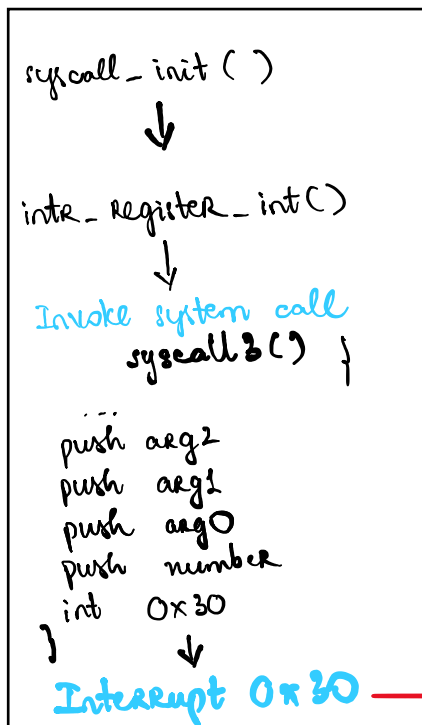 syscall_init ( )
intR_RegisteR_int()
Invoke system call
syscall3() }
...
push aRg2
push aRg1
push aRg0
push numbeR
int 0x30
}
InteRRupt 0x30